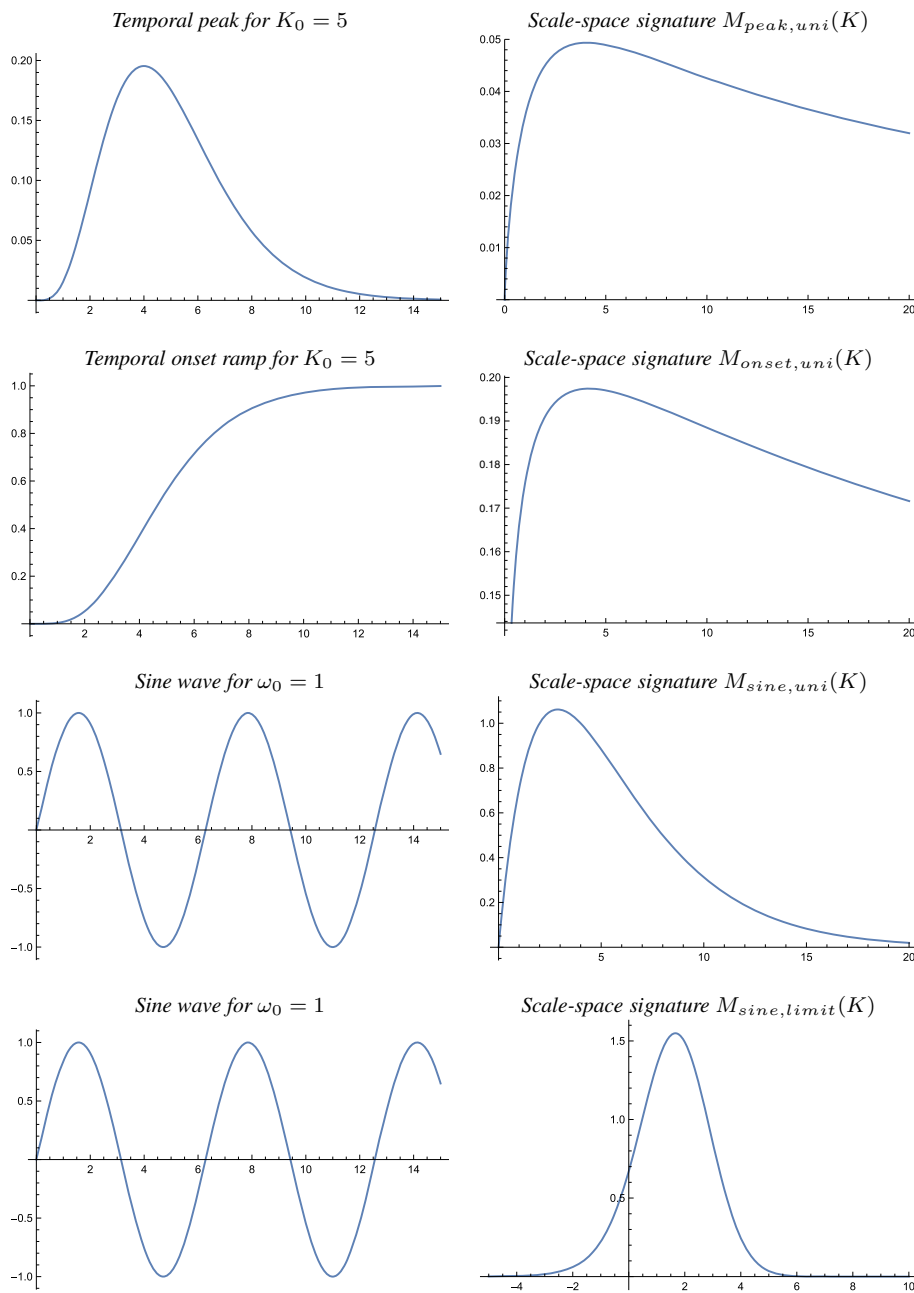 Temporal peak for K₀ = 5
0.20
0.15
0.10
0.05
2 4 6 8 10 12 14
Scale-space signature M_{peak,uni}(K)
0.05
0.04
0.03
0.02
0.01
0 5 10 15 20
Temporal onset ramp for K₀ = 5
1.0
0.8
0.6
0.4
0.2
2 4 6 8 10 12 14
Scale-space signature M_{onset,uni}(K)
0.20
0.19
0.18
0.17
0.16
0.15
5 10 15 20
Sine wave for ω₀ = 1
1.0
0.5
2 4 6 8 10 12 14
−0.5
−1.0
Scale-space signature M_{sine,uni}(K)
1.0
0.8
0.6
0.4
0.2
5 10 15 20
Sine wave for ω₀ = 1
1.0
0.5
2 4 6 8 10 12 14
−0.5
−1.0
Scale-space signature M_{sine,limit}(K)
1.5
1.0
0.5
−4 −2 0 2 4 6 8 10